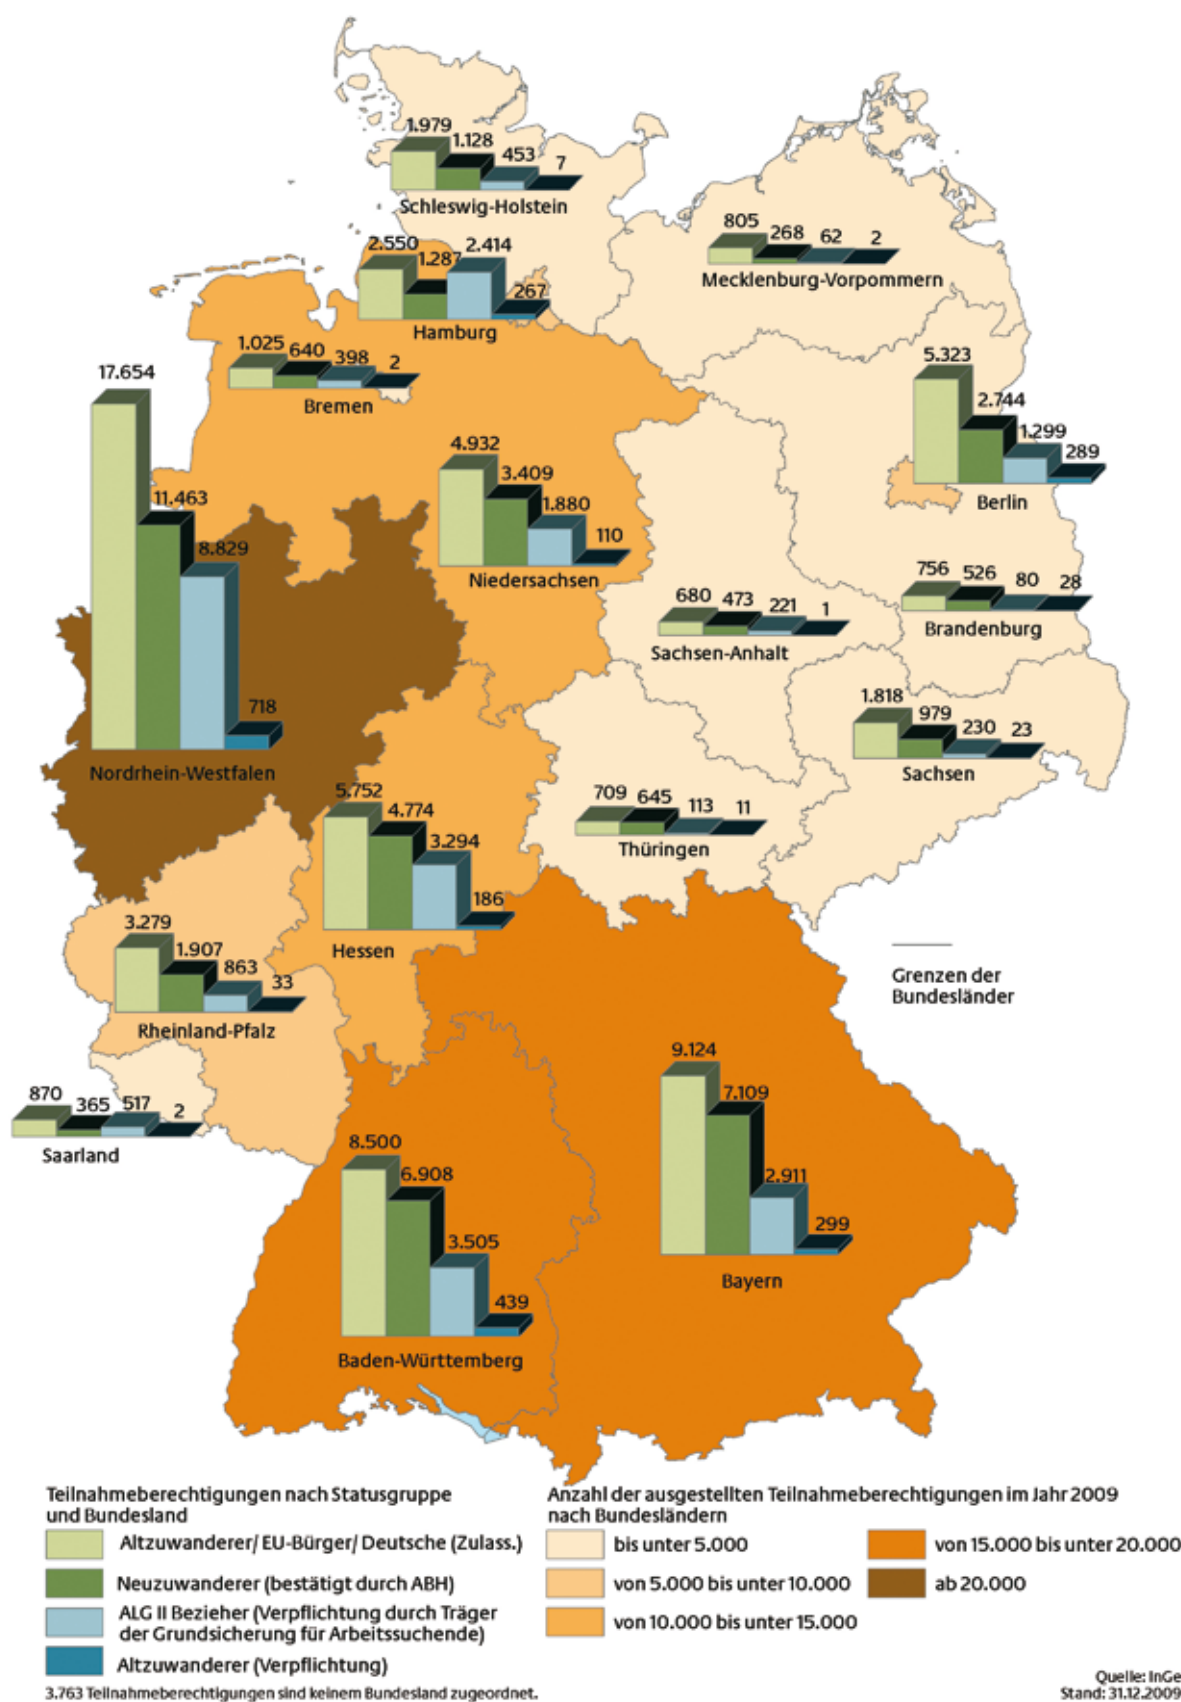 1.979 1.128 453 7
Schleswig-Holstein
805 268 62 2
Mecklenburg-Vorpommern
2.550 1.287 2.414 267
Hamburg
1.025 640 398 2
Bremen
5.323 2.744 1.299 289
Berlin
17.654 11.463 8.829 718
Nordrhein-Westfalen
4.932 3.409 1.880 110
Niedersachsen
756 526 80 28
Brandenburg
680 473 221 1
Sachsen-Anhalt
1.818 979 230 23
Sachsen
709 645 113 11
Thüringen
5.752 4.774 3.294 186
Hessen
3.279 1.907 863 33
Rheinland-Pfalz
Grenzen der
Bundesländer
870 365 517 2
Saarland
9.124 7.109 2.911 299
Bayern
8.500 6.908 3.505 439
Baden-Württemberg
Teilnahmeberechtigungen nach Statusgruppe
und Bundesland
Altzuwanderer/ EU-Bürger/ Deutsche (Zulass.)
Neuzuwanderer (bestätigt durch ABH)
ALG II Bezieher (Verpflichtung durch Träger
der Grundsicherung für Arbeitssuchende)
Altzuwanderer (Verpflichtung)
3.763 Teilnahmeberechtigungen sind keinem Bundesland zugeordnet.
Anzahl der ausgestellten Teilnahmeberechtigungen im Jahr 2009
nach Bundesländern
bis unter 5.000
von 5.000 bis unter 10.000
von 10.000 bis unter 15.000
von 15.000 bis unter 20.000
ab 20.000
Quelle: InGe
Stand: 31.12.2009